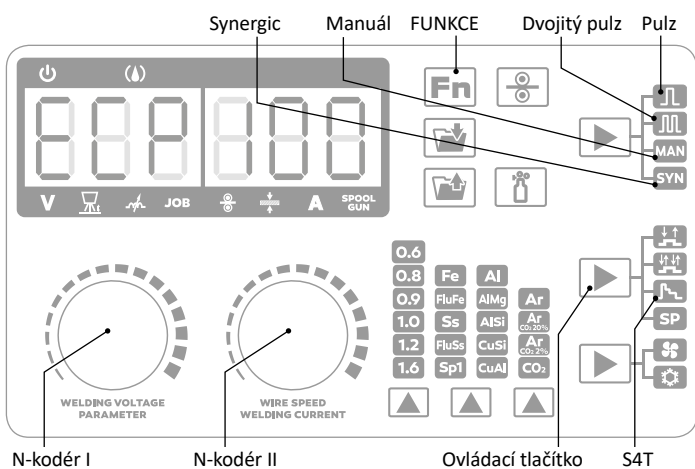 Synergic Manuál FUNKCE Dvojitý pulz Pulz
ECP 100
Fn
MAN
SYN
V JOB A SPOOL GUN
SP
0.6
0.8 Fe Al
0.9 FluFe AlMg Ar
1.0 Ss AlSi Ar CO₂ 20%
1.2 FluSs CuSi Ar CO₂ 2%
1.6 Sp1 CuAl CO₂
WELDING VOLTAGE
PARAMETER
WIRE SPEED
WELDING CURRENT
N-kodér I N-kodér II Ovládací tlačítko S4T